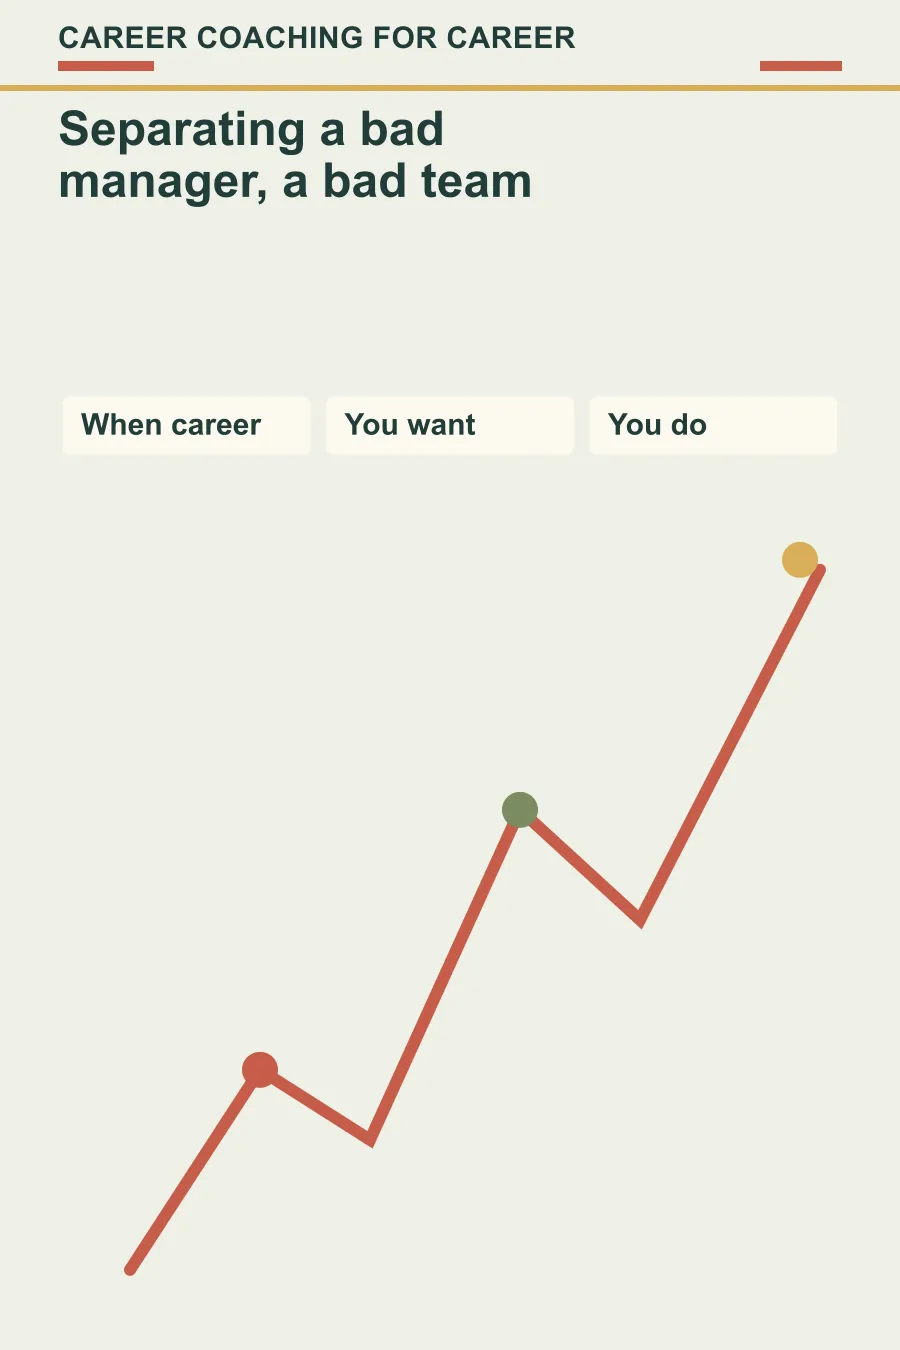 CAREER COACHING FOR CAREER
Separating a bad
manager, a bad team
When career
You want
You do